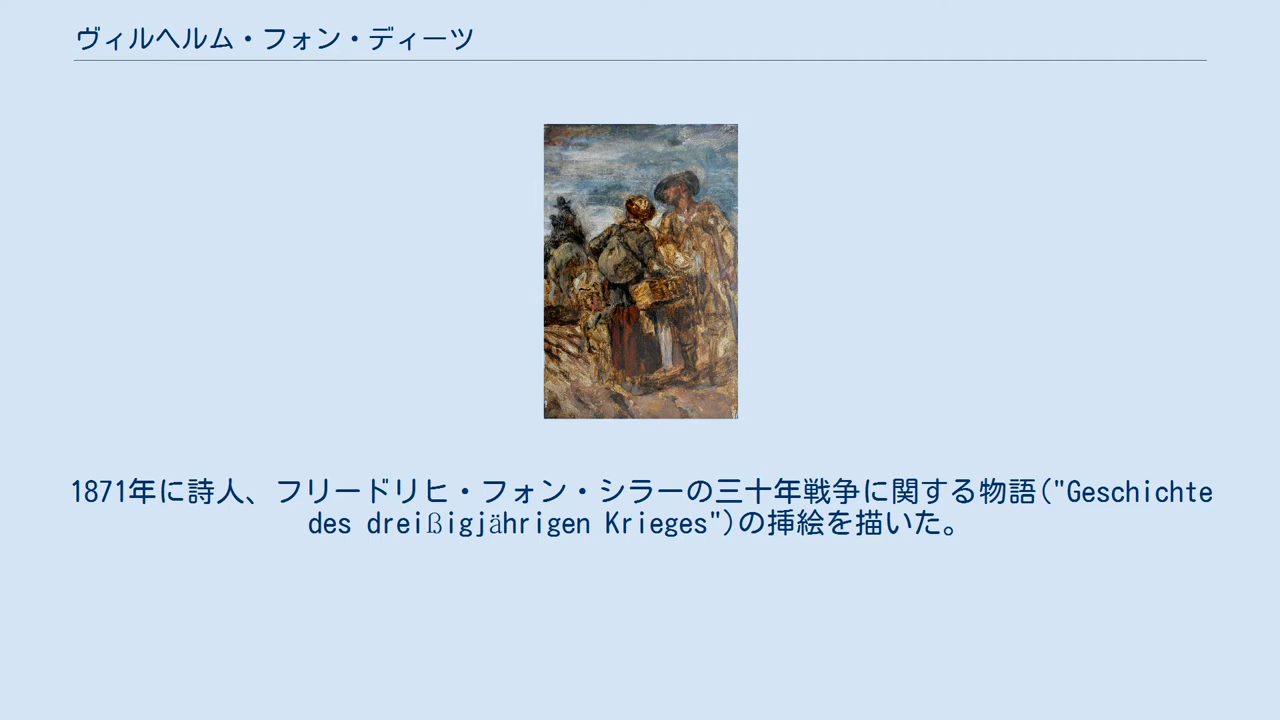 ヴィルヘルム・フォン・ディーツ
1871年に詩人、フリードリヒ・フォン・シラーの三十年戦争に関する物語("Geschichte
des dreißigjährigen Krieges")の挿絵を描いた。